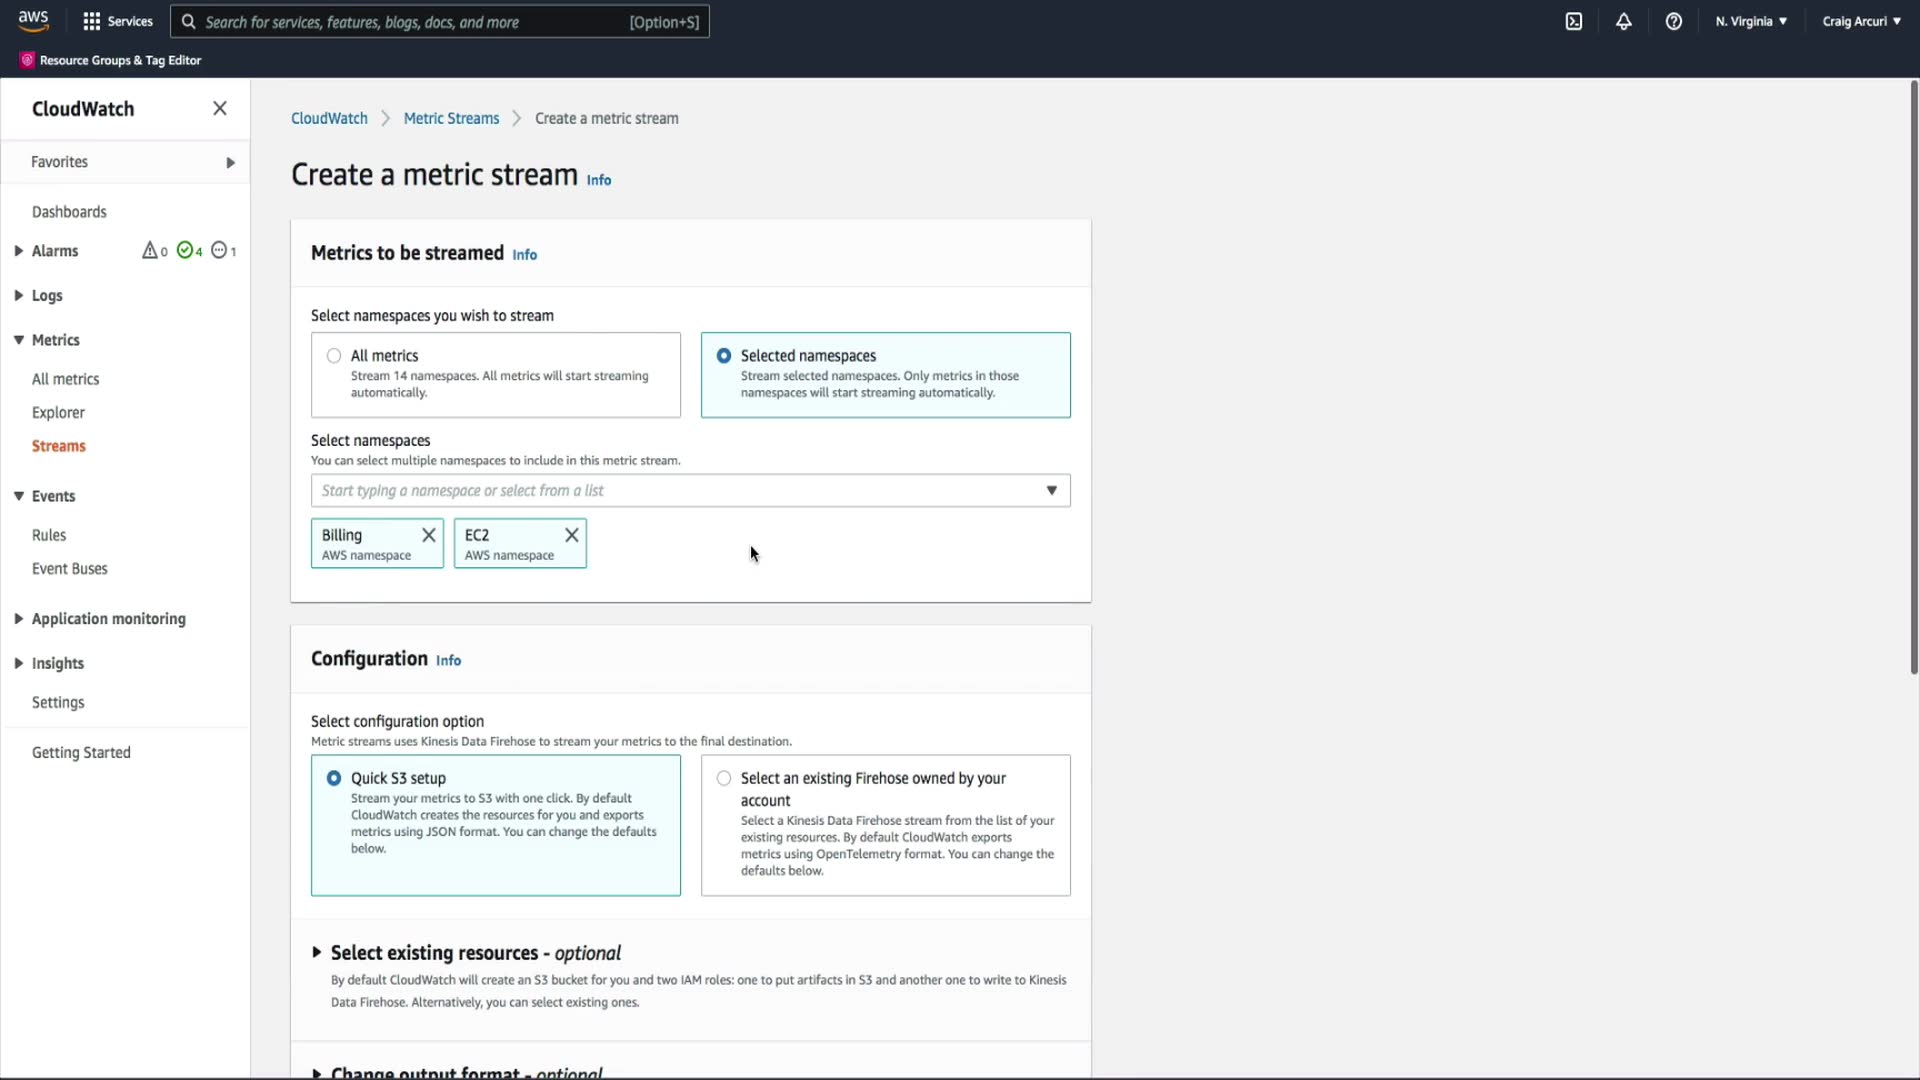 aws
Services
Search for services, features, blogs, docs, and more
[Option+S]
N. Virginia ▼
Craig Arcuri ▼
Resource Groups & Tag Editor
CloudWatch
Favorites
Dashboards
Alarms
0
4
1
Logs
Metrics
All metrics
Explorer
Streams
Events
Rules
Event Buses
Application monitoring
Insights
Settings
Getting Started
CloudWatch > Metric Streams > Create a metric stream
Create a metric stream Info
Metrics to be streamed Info
Select namespaces you wish to stream
All metrics
Stream 14 namespaces. All metrics will start streaming
automatically.
Selected namespaces
Stream selected namespaces. Only metrics in those
namespaces will start streaming automatically.
Select namespaces
You can select multiple namespaces to include in this metric stream.
Start typing a namespace or select from a list
Billing
AWS namespace
EC2
AWS namespace
Configuration Info
Select configuration option
Metric streams uses Kinesis Data Firehose to stream your metrics to the final destination.
Quick S3 setup
Stream your metrics to S3 with one click. By default
CloudWatch creates the resources for you and exports
metrics using JSON format. You can change the defaults
below.
Select an existing Firehose owned by your
account
Select a Kinesis Data Firehose stream from the list of your
existing resources. By default CloudWatch exports
metrics using OpenTelemetry format. You can change the
defaults below.
Select existing resources - optional
By default CloudWatch will create an S3 bucket for you and two IAM roles: one to put artifacts in S3 and another one to write to Kinesis
Data Firehose. Alternatively, you can select existing ones.
Change output format - optional